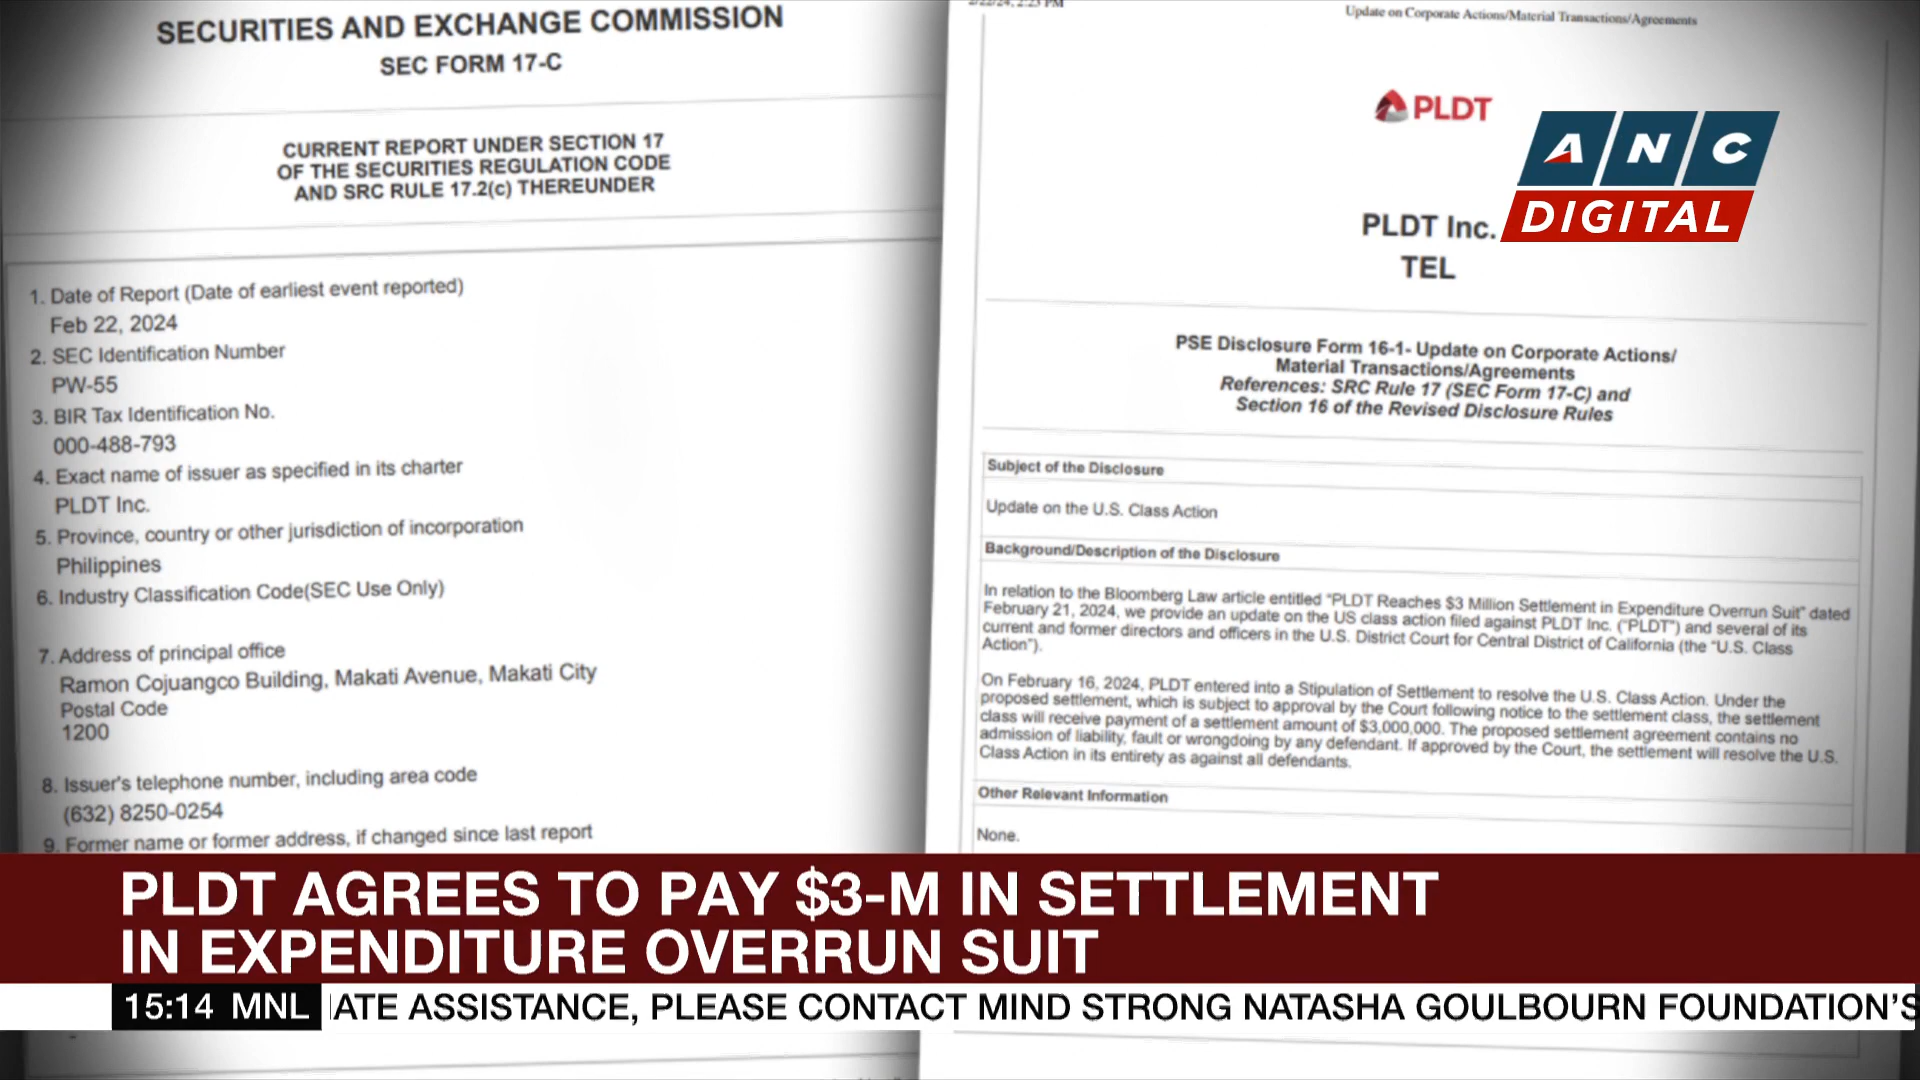 SECURITIES AND EXCHANGE COMMISSION
SEC FORM 17-C
CURRENT REPORT UNDER SECTION 17
OF THE SECURITIES REGULATION CODE
AND SRC RULE 17.2(c) THEREUNDER
1. Date of Report (Date of earliest event reported)
Feb 22, 2024
2. SEC Identification Number
PW-55
3. BIR Tax Identification No.
000-488-793
4. Exact name of issuer as specified in its charter
PLDT Inc.
5. Province, country or other jurisdiction of incorporation
Philippines
6. Industry Classification Code(SEC Use Only)
7. Address of principal office
Ramon Cojuangco Building, Makati Avenue, Makati City
Postal Code
1200
8. Issuer's telephone number, including area code
(632) 8250-0254
9. Former name or former address, if changed since last report
2/22/24, 2:23 PM
Update on Corporate Actions/Material Transactions/Agreements
PLDT
ANC
DIGITAL
PLDT Inc.
TEL
PSE Disclosure Form 16-1- Update on Corporate Actions/
Material Transactions/Agreements
References: SRC Rule 17 (SEC Form 17-C) and
Section 16 of the Revised Disclosure Rules
Subject of the Disclosure
Update on the U.S. Class Action
Background/Description of the Disclosure
In relation to the Bloomberg Law article entitled "PLDT Reaches $3 Million Settlement in Expenditure Overrun Suit" dated
February 21, 2024, we provide an update on the US class action filed against PLDT Inc. ("PLDT") and several of its
current and former directors and officers in the U.S. District Court for Central District of California (the "U.S. Class
Action").
On February 16, 2024, PLDT entered into a Stipulation of Settlement to resolve the U.S. Class Action. Under the
proposed settlement, which is subject to approval by the Court following notice to the settlement class, the settlement
class will receive payment of a settlement amount of $3,000,000. The proposed settlement agreement contains no
admission of liability, fault or wrongdoing by any defendant. If approved by the Court, the settlement will resolve the U.S.
Class Action in its entirety as against all defendants.
Other Relevant Information
None.
PLDT AGREES TO PAY $3-M IN SETTLEMENT
IN EXPENDITURE OVERRUN SUIT
15:14 MNL
IATE ASSISTANCE, PLEASE CONTACT MIND STRONG NATASHA GOULBOURN FOUNDATION'S